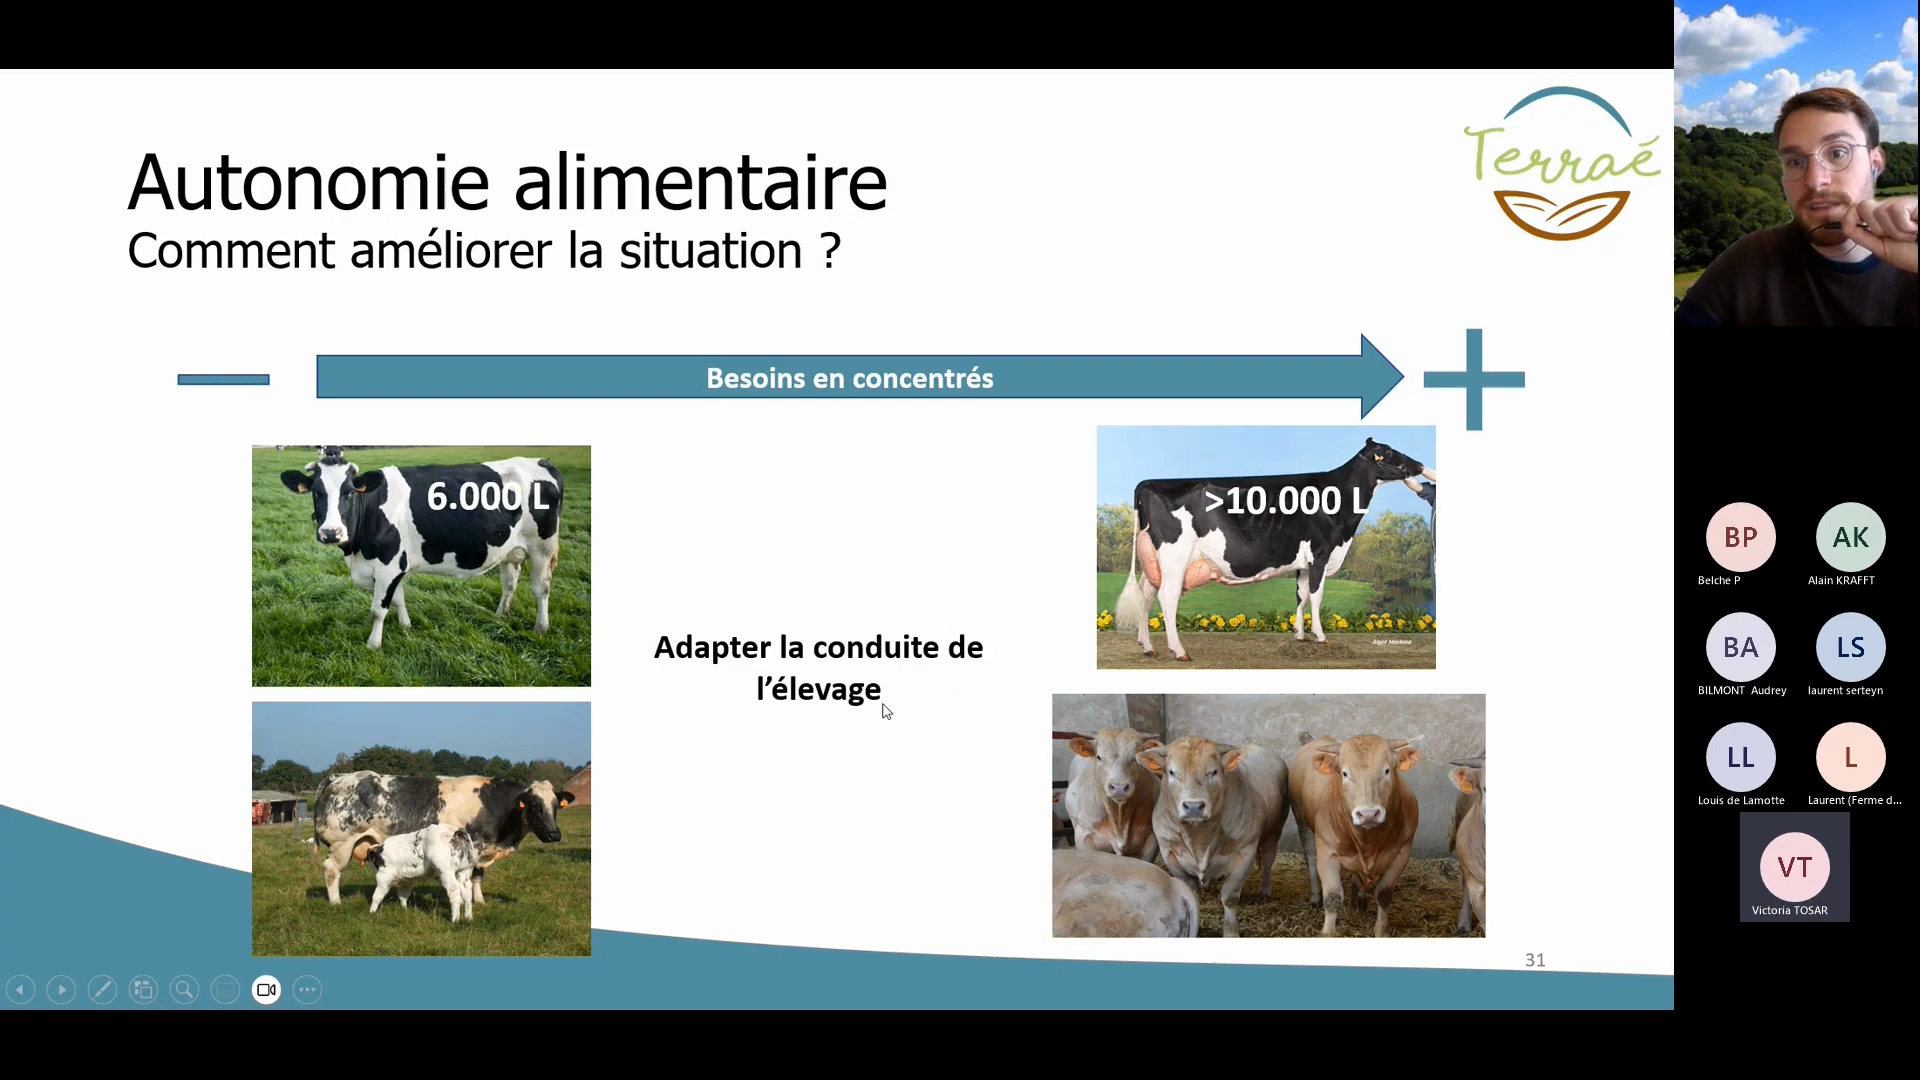 Terraé
Autonomie alimentaire
Comment améliorer la situation ?
Besoins en concentrés
6.000 L
>10.000 L
Adapter la conduite de
l’élevage
31
BP
Belche P
AK
Alain KRAFFT
BA
BILMONT Audrey
LS
laurent serteyn
LL
Louis de Lamotte
L
Laurent (Ferme d...
VT
Victoria TOSAR